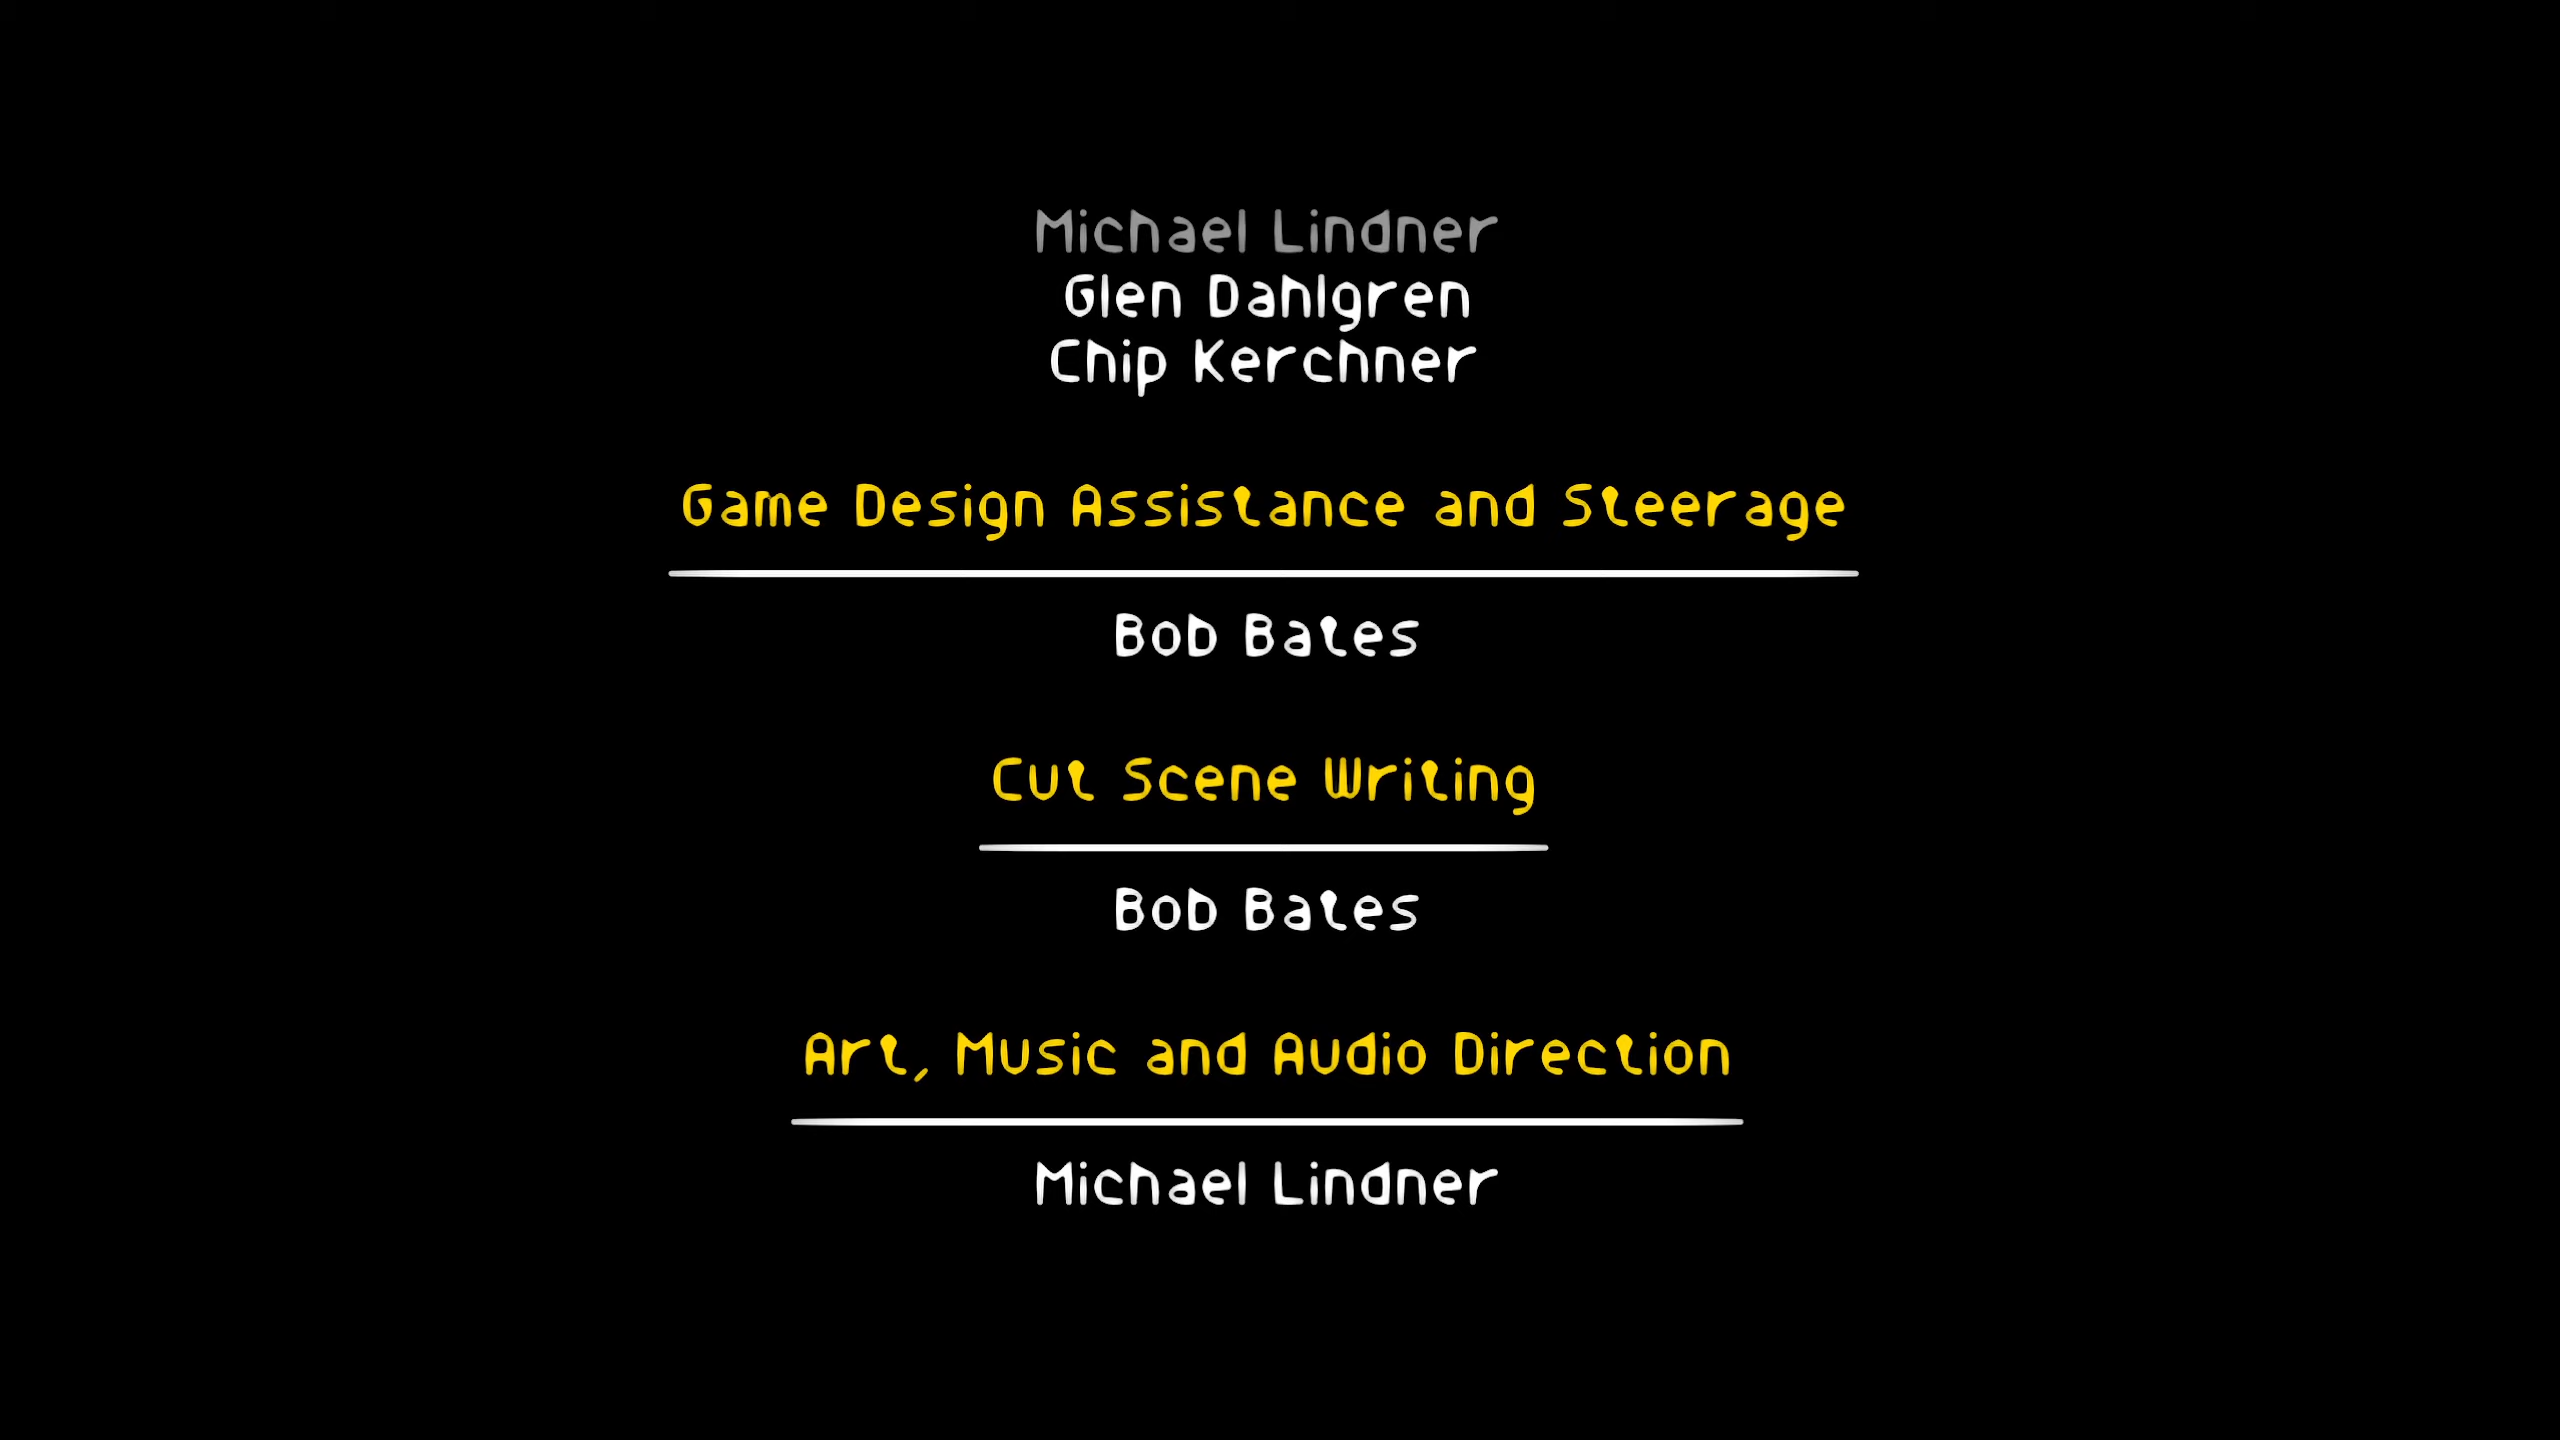 Michael Lindner
Glen Dahlgren
Chip Kerchner
Game Design Assistance and Steerage
Bob Bates
Cut Scene Writing
Bob Bates
Art, Music and Audio Direction
Michael Lindner